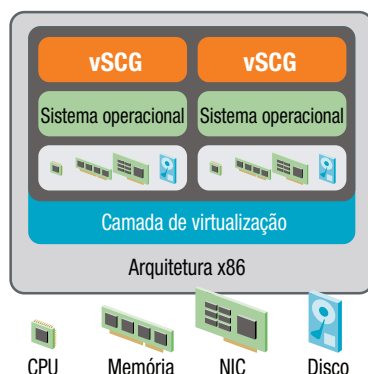 vSCG vSCG
Sistema operacional Sistema operacional
Camada de virtualização
Arquitetura x86
CPU Memória NIC Disco